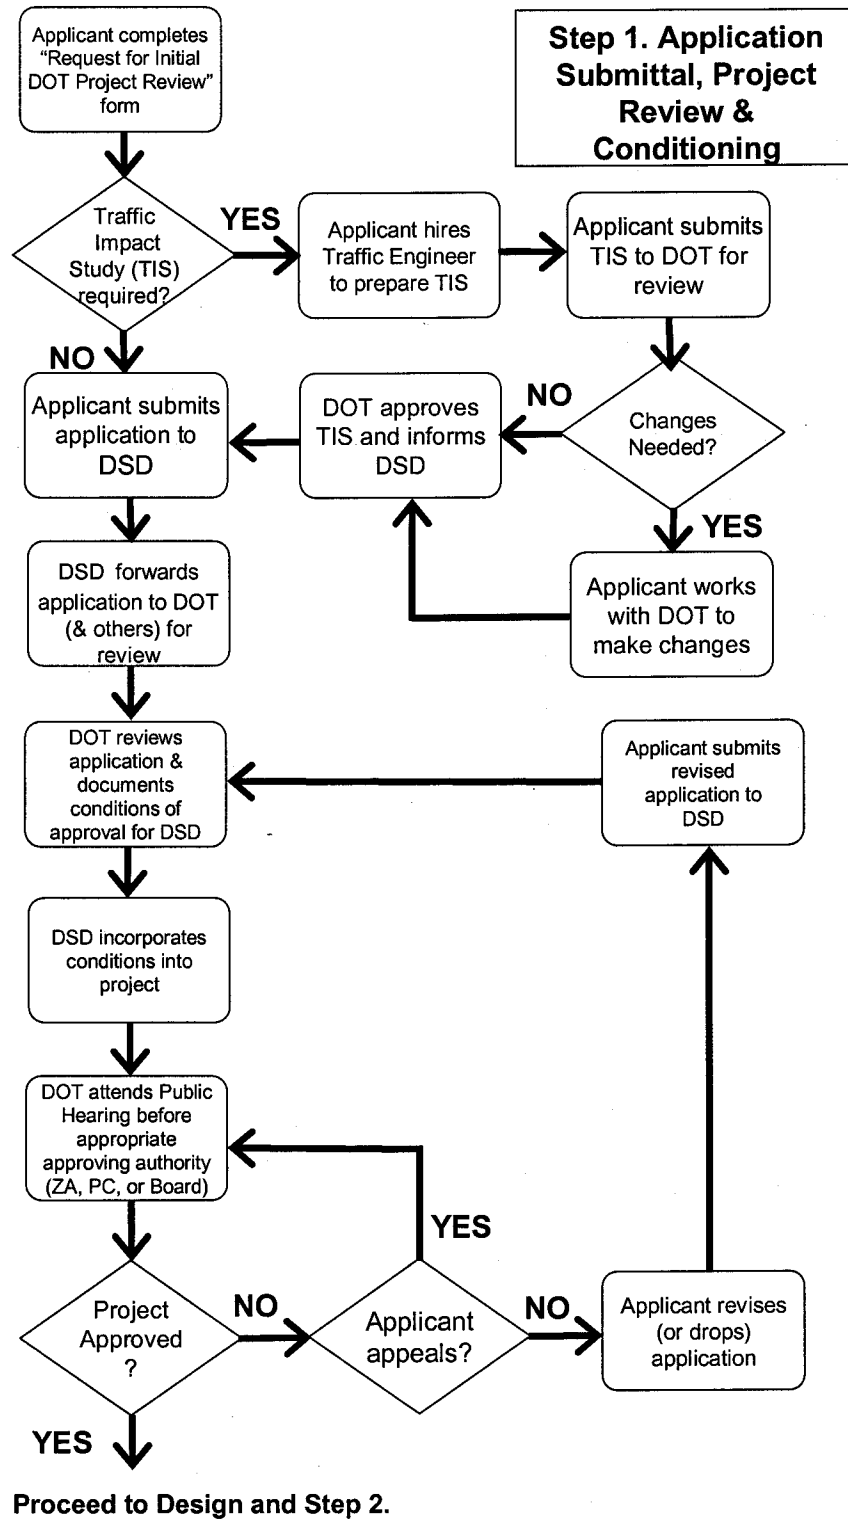 Applicant completes
“Request for Initial
DOT Project Review”
form
Step 1. Application
Submittal, Project
Review &
Conditioning
Traffic
Impact
Study (TIS)
required?
YES
Applicant hires
Traffic Engineer
to prepare TIS
Applicant submits
TIS to DOT for
review
NO
Applicant submits
application to
DSD
DOT approves
TIS and informs
DSD
NO
Changes
Needed?
YES
DSD forwards
application to DOT
(& others) for
review
Applicant works
with DOT to
make changes
DOT reviews
application &
documents
conditions of
approval for DSD
Applicant submits
revised
application to
DSD
DSD incorporates
conditions into
project
DOT attends Public
Hearing before
appropriate
approving authority
(ZA, PC, or Board)
YES
Project
Approved
?
NO
Applicant
appeals?
NO
Applicant revises
(or drops)
application
YES
Proceed to Design and Step 2.